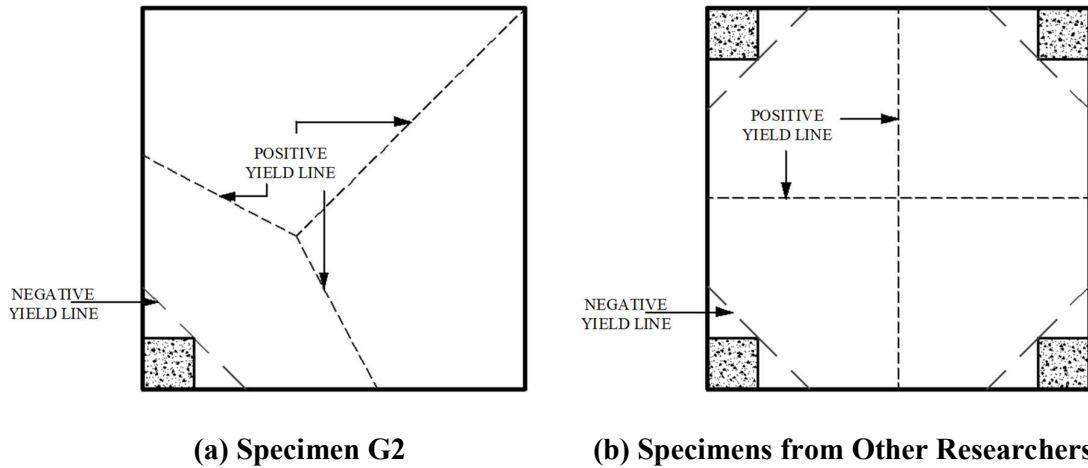 POSITIVE
YIELD LINE
NEGATIVE
YIELD LINE
(a) Specimen G2
POSITIVE
YIELD LINE
NEGATIVE
YIELD LINE
(b) Specimens from Other Researchers